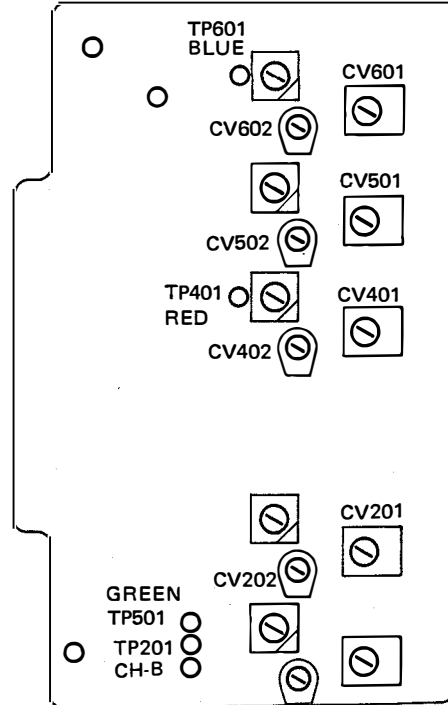 TP601
BLUE
CV601
CV602
CV501
CV502
TP401
RED
CV401
CV402
CV201
CV202
GREEN
TP501
TP201
CH-B